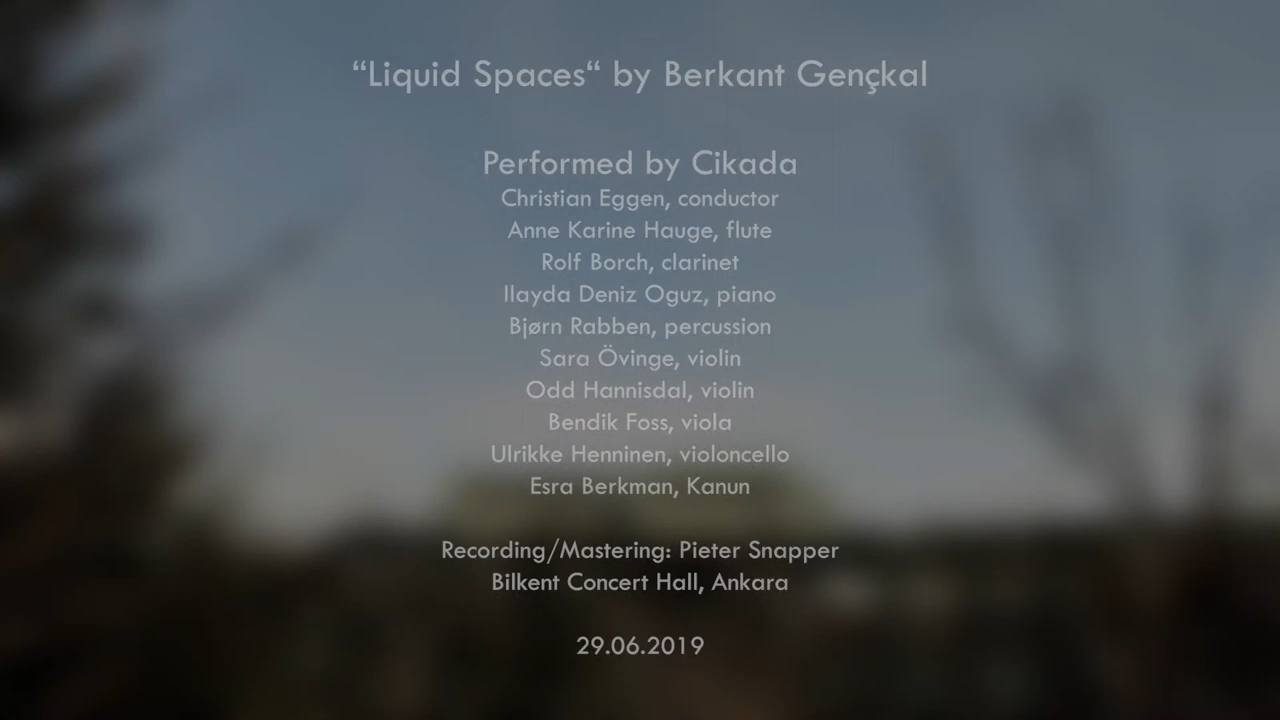 “Liquid Spaces“ by Berkant Gençkal
Performed by Cikada
Christian Eggen, conductor
Anne Karine Hauge, flute
Rolf Borch, clarinet
Ilayda Deniz Oguz, piano
Bjørn Rabben, percussion
Sara Övinge, violin
Odd Hannisdal, violin
Bendik Foss, viola
Ulrikke Henninen, violoncello
Esra Berkman, Kanun
Recording/Mastering: Pieter Snapper
Bilkent Concert Hall, Ankara
29.06.2019